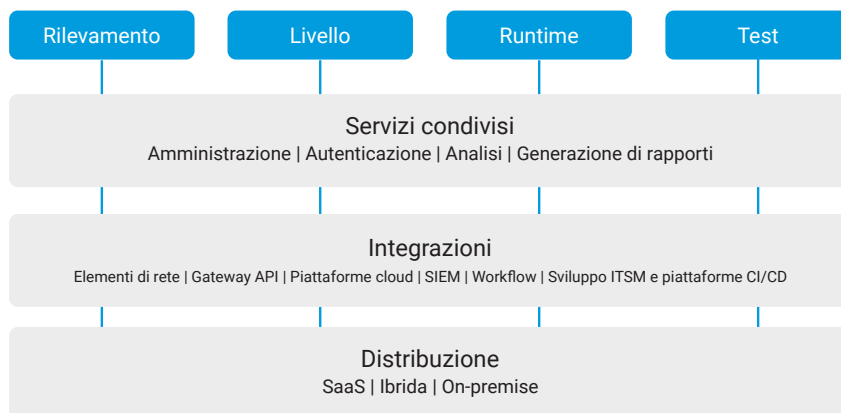 Rilevamento
Livello
Runtime
Test
Servizi condivisi
Amministrazione | Autenticazione | Analisi | Generazione di rapporti
Integrazioni
Elementi di rete | Gateway API | Piattaforme cloud | SIEM | Workflow | Sviluppo ITSM e piattaforme CI/CD
Distribuzione
SaaS | Ibrida | On-premise